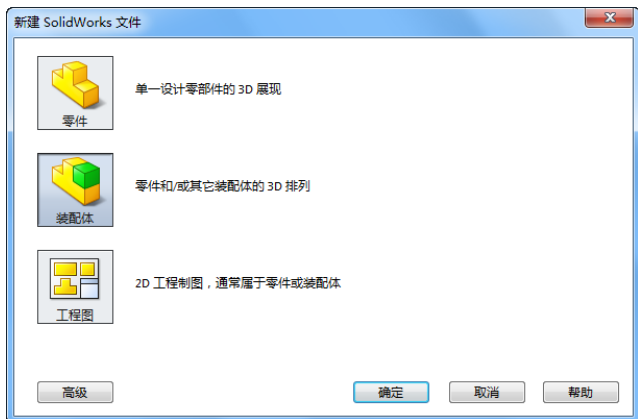 新建 SolidWorks 文件
零件
单一设计零部件的 3D 展现
装配体
零件和/或其它装配体的 3D 排列
工程图
2D 工程制图，通常属于零件或装配体
高级
确定
取消
帮助